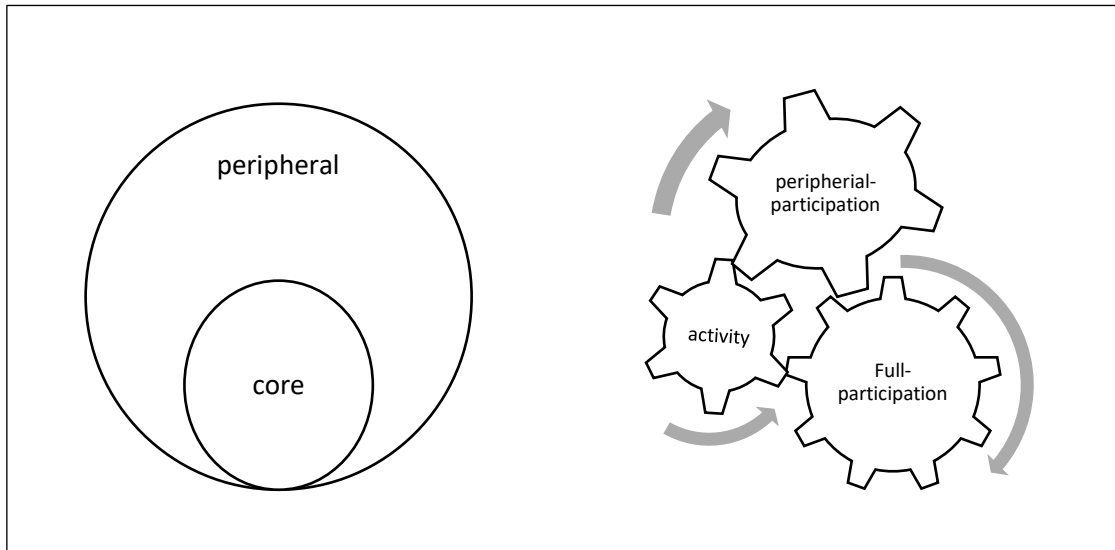 peripheral
core
peripherial-
participation
activity
Full-
participation